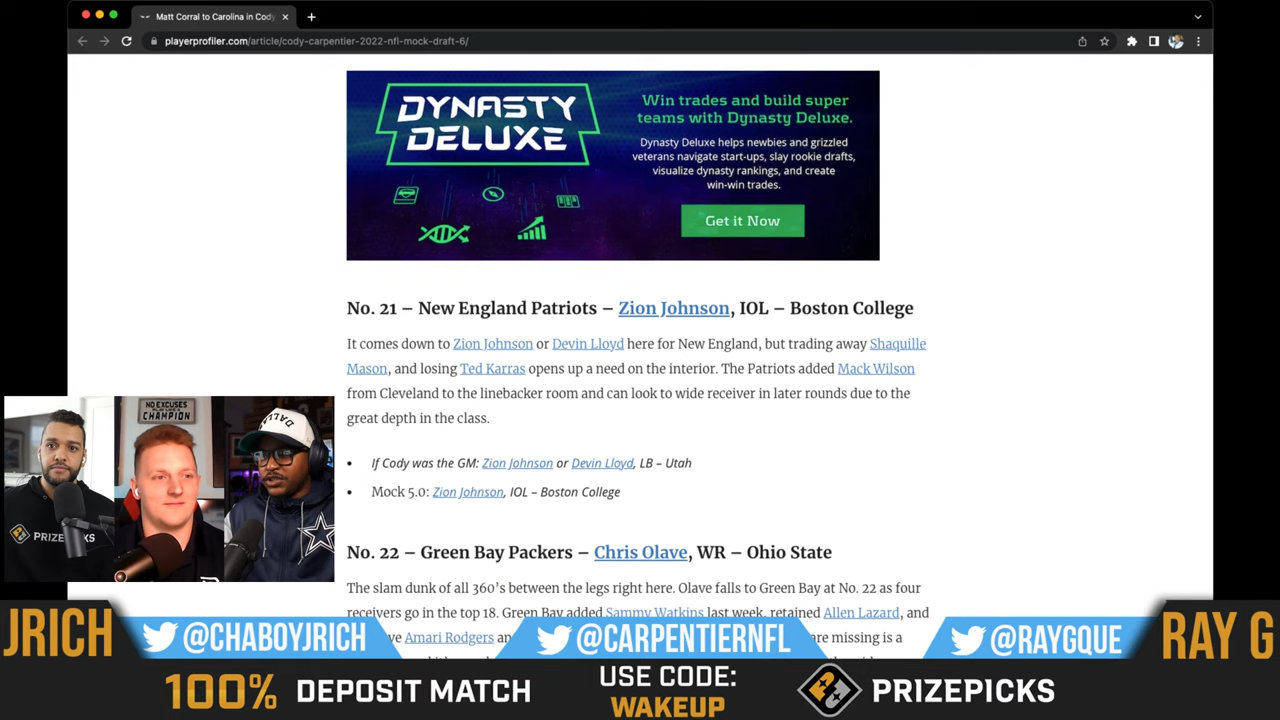 Matt Corral to Carolina in Cody
playerprofiler.com/article/cody-carpentier-2022-nfl-mock-draft-6/
DYNASTY
DELUXE
Win trades and build super
teams with Dynasty Deluxe.
Dynasty Deluxe helps newbies and grizzled
veterans navigate start-ups, slay rookie drafts,
visualize dynasty rankings, and create
win-win trades.
Get it Now
No. 21 – New England Patriots – Zion Johnson, IOL – Boston College
It comes down to Zion Johnson or Devin Lloyd here for New England, but trading away Shaquille
Mason, and losing Ted Karras opens up a need on the interior. The Patriots added Mack Wilson
from Cleveland to the linebacker room and can look to wide receiver in later rounds due to the
great depth in the class.
• If Cody was the GM: Zion Johnson or Devin Lloyd, LB – Utah
• Mock 5.0: Zion Johnson, IOL – Boston College
No. 22 – Green Bay Packers – Chris Olave, WR – Ohio State
The slam dunk of all 360's between the legs right here. Olave falls to Green Bay at No. 22 as four
receivers go in the top 18. Green Bay added Sammy Watkins last week, retained Allen Lazard, and
Amari Rodgers
are missing is a
NO EXCUSES
PLAY LIKE A
CHAMPION
PRIZEPICKS
JRICH
@CHABOYJRICH
@CARPENTIERNFL
@RAYGQUE
RAY G
100% DEPOSIT MATCH
USE CODE:
WAKEUP
PRIZEPICKS